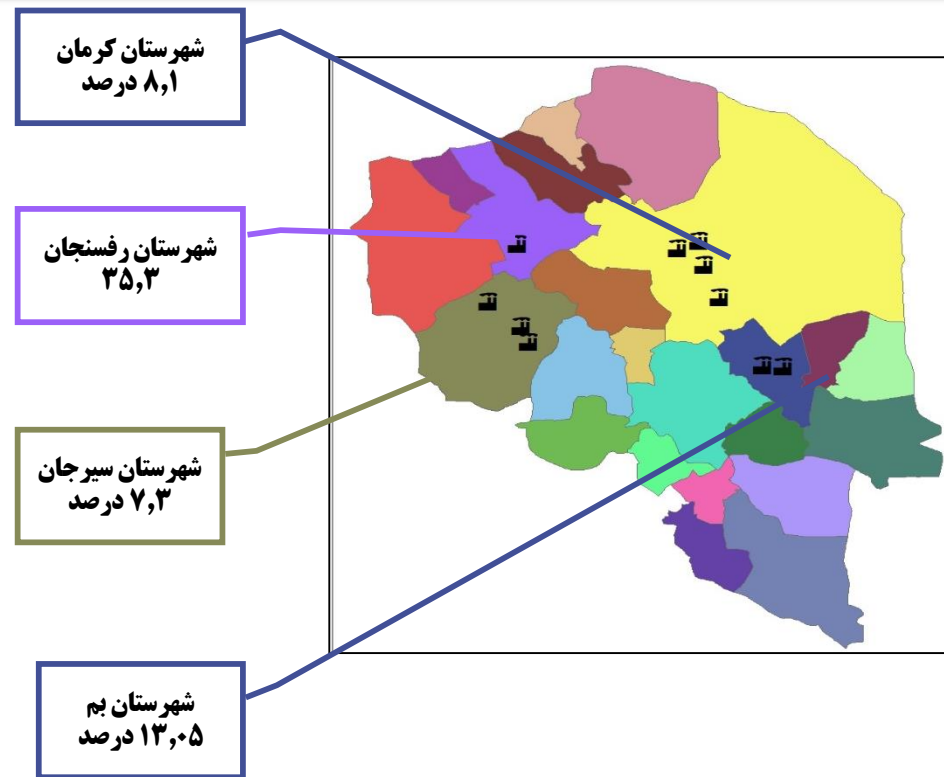 شهرستان کرمان
۸,۱ درصد
شهرستان رفسنجان
۳۵,۳
شهرستان سیرجان
۷,۳ درصد
شهرستان بم
۱۳,۰۵ درصد